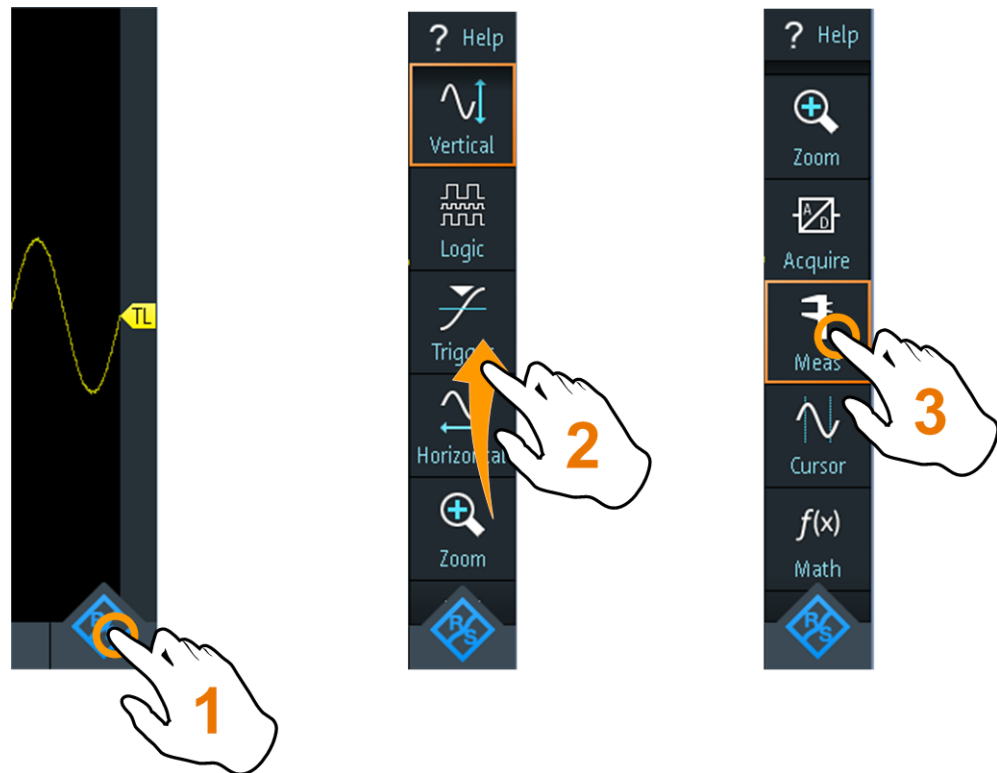 TL
R/S
1
? Help
Vertical
Logic
Trigger
Horizontal
Zoom
R/S
2
? Help
Zoom
A/D
Acquire
Meas
Cursor
f(x)
Math
R/S
3